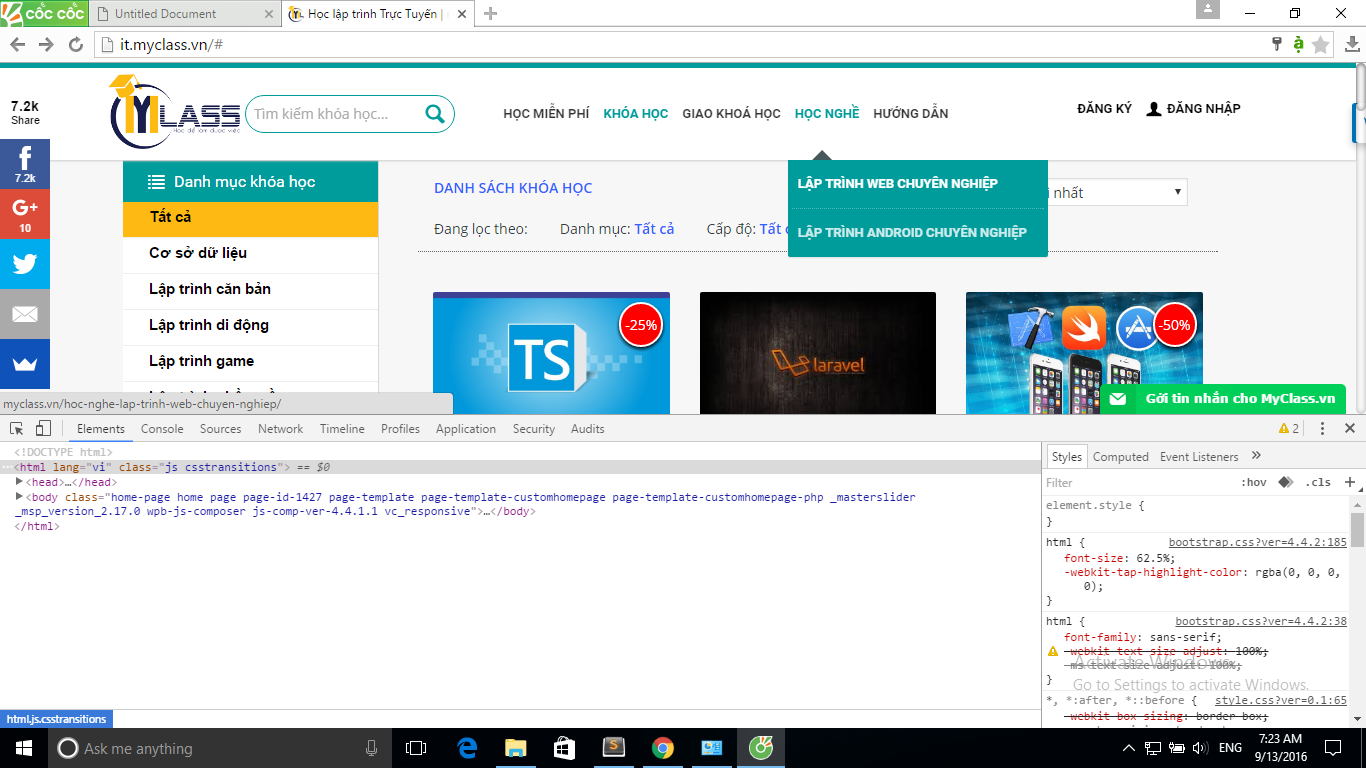 cốc cốc Untitled Document Học lập trình Trực Tuyến |
it.myclass.vn/#
7.2k
Share
MYCLASS
Học để làm được việc
Tìm kiếm khóa học...
HỌC MIỄN PHÍ KHÓA HỌC GIAO KHOÁ HỌC HỌC NGHỀ HƯỚNG DẪN
ĐĂNG KÝ ĐĂNG NHẬP
7.2k
G+
10
Danh mục khóa học
Tất cả
Cơ sở dữ liệu
Lập trình căn bản
Lập trình di động
Lập trình game
DANH SÁCH KHÓA HỌC
LẬP TRÌNH WEB CHUYÊN NGHIỆP
LẬP TRÌNH ANDROID CHUYÊN NGHIỆP
i nhất
Đang lọc theo: Danh mục: Tất cả Cấp độ: Tất c
-25%
TS
laravel
-50%
Gởi tin nhắn cho MyClass.vn
myclass.vn/hoc-nghe-lap-trinh-web-chuyen-nghiep/
Elements Console Sources Network Timeline Profiles Application Security Audits 2
<!DOCTYPE html>
<html lang="vi" class="js csstransitions"> == $0
<head>…</head>
<body class="home-page home page page-id-1427 page-template page-template-customhomepage page-template-customhomepage-php _masterslider
_msp_version_2.17.0 wpb-js-composer js-comp-ver-4.4.1.1 vc_responsive">…</body>
</html>
html.js.csstransitions
Styles Computed Event Listeners »
Filter :hov .cls +
element.style {
}
html { bootstrap.css?ver=4.4.2:185
font-size: 62.5%;
-webkit-tap-highlight-color: rgba(0, 0, 0,
0);
}
html { bootstrap.css?ver=4.4.2:38
font-family: sans-serif;
-webkit-text-size-adjust: 100%;
-ms-text-size-adjust: 100%;
}
Activate Windows
Go to Settings to activate Windows.
*, *:after, *::before { style.css?ver=0.1:65
-webkit-box-sizing: border-box;
Ask me anything
ENG
7:23 AM
9/13/2016